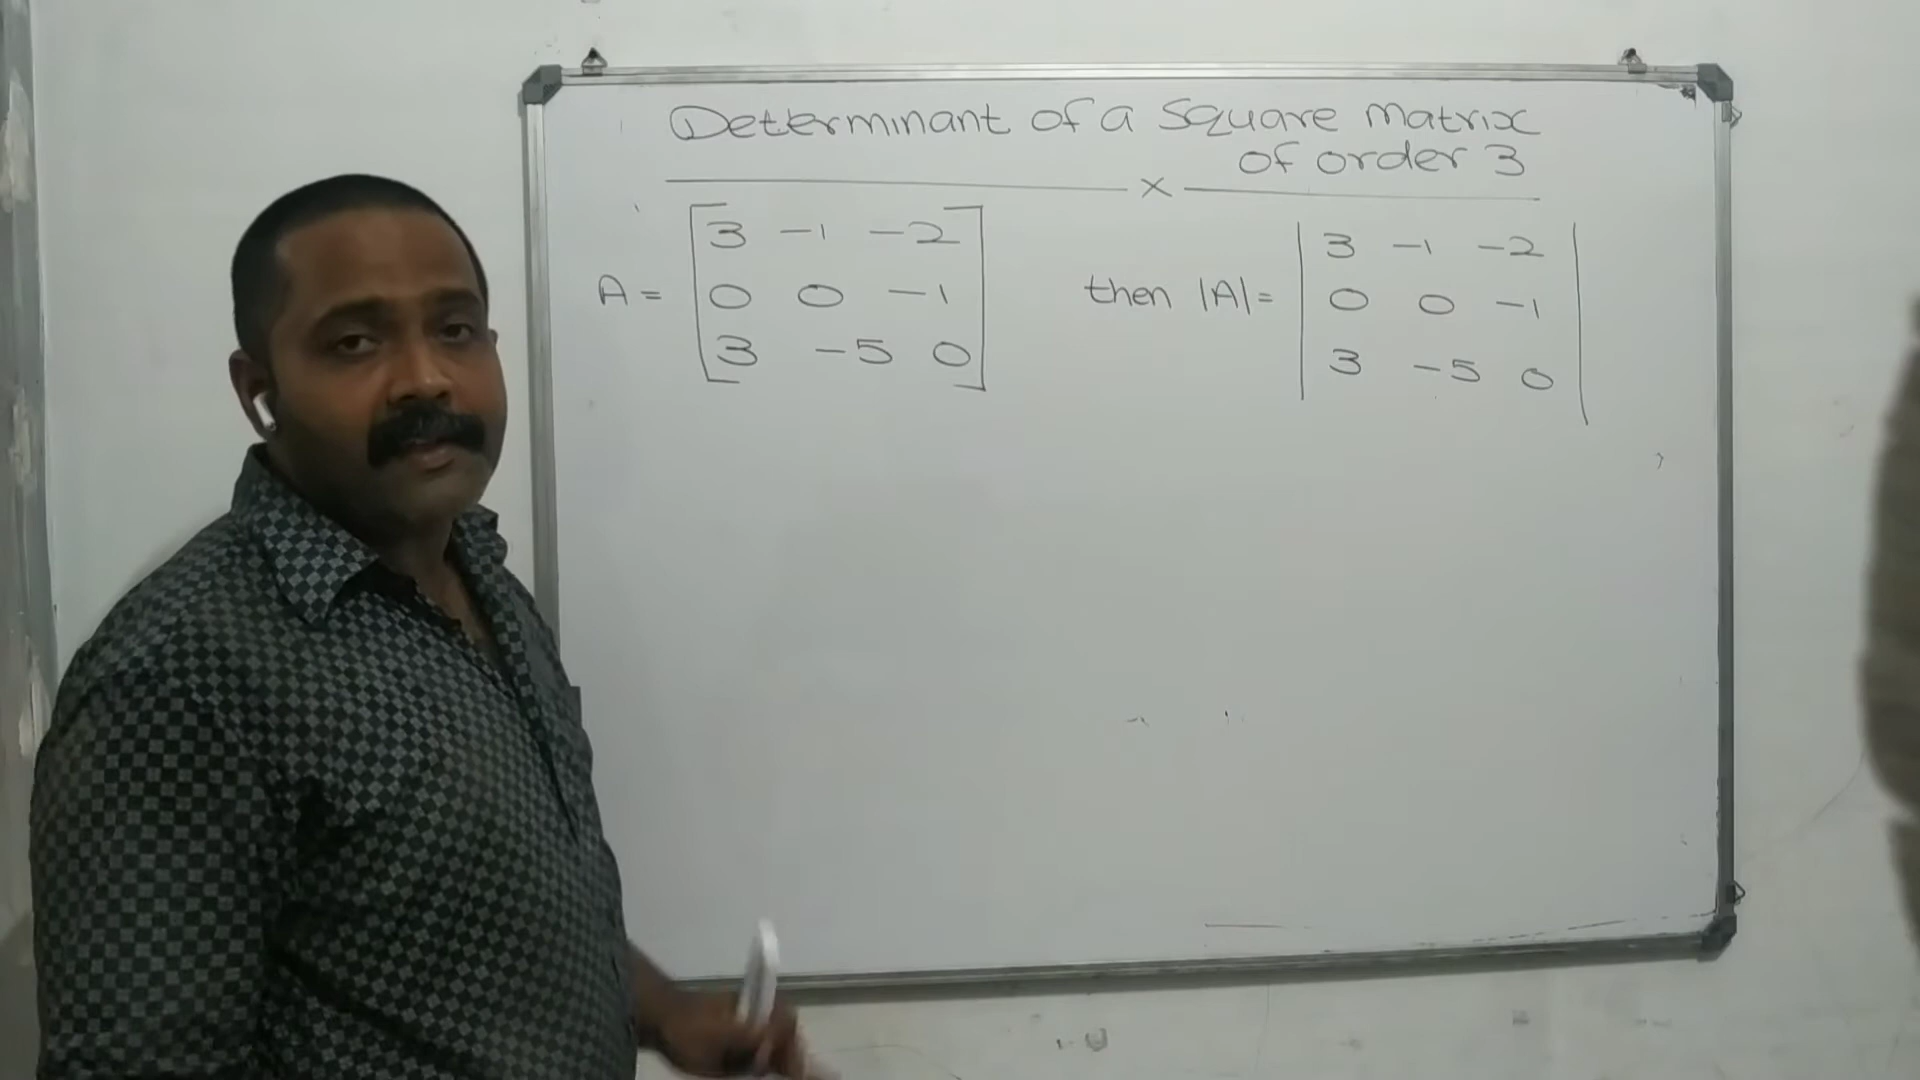 Determinant of a square matrix
of order 3
x
A = [3 -1 -2
0 0 -1
3 -5 0]
then |A| = |3 -1 -2
0 0 -1
3 -5 0|